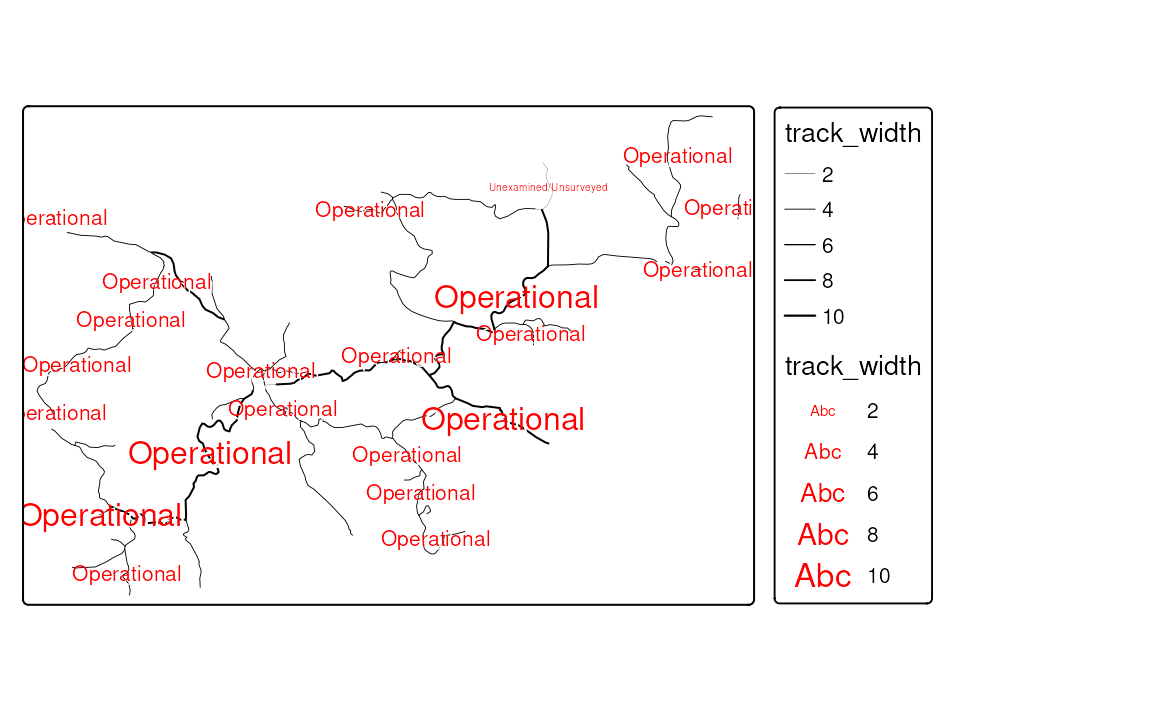 Operational
Unexamined/Unsurveyed
Operational
Operati
erational
Operational
Operational
Operational
Operational
Operational
Operational
Operational
Operational
Operational
erational
Operational
Operational
Operational
Operational
Operational
Operational
Operational
Operational
track_width
2
4
6
8
10
track_width
Abc 2
Abc 4
Abc 6
Abc 8
Abc 10